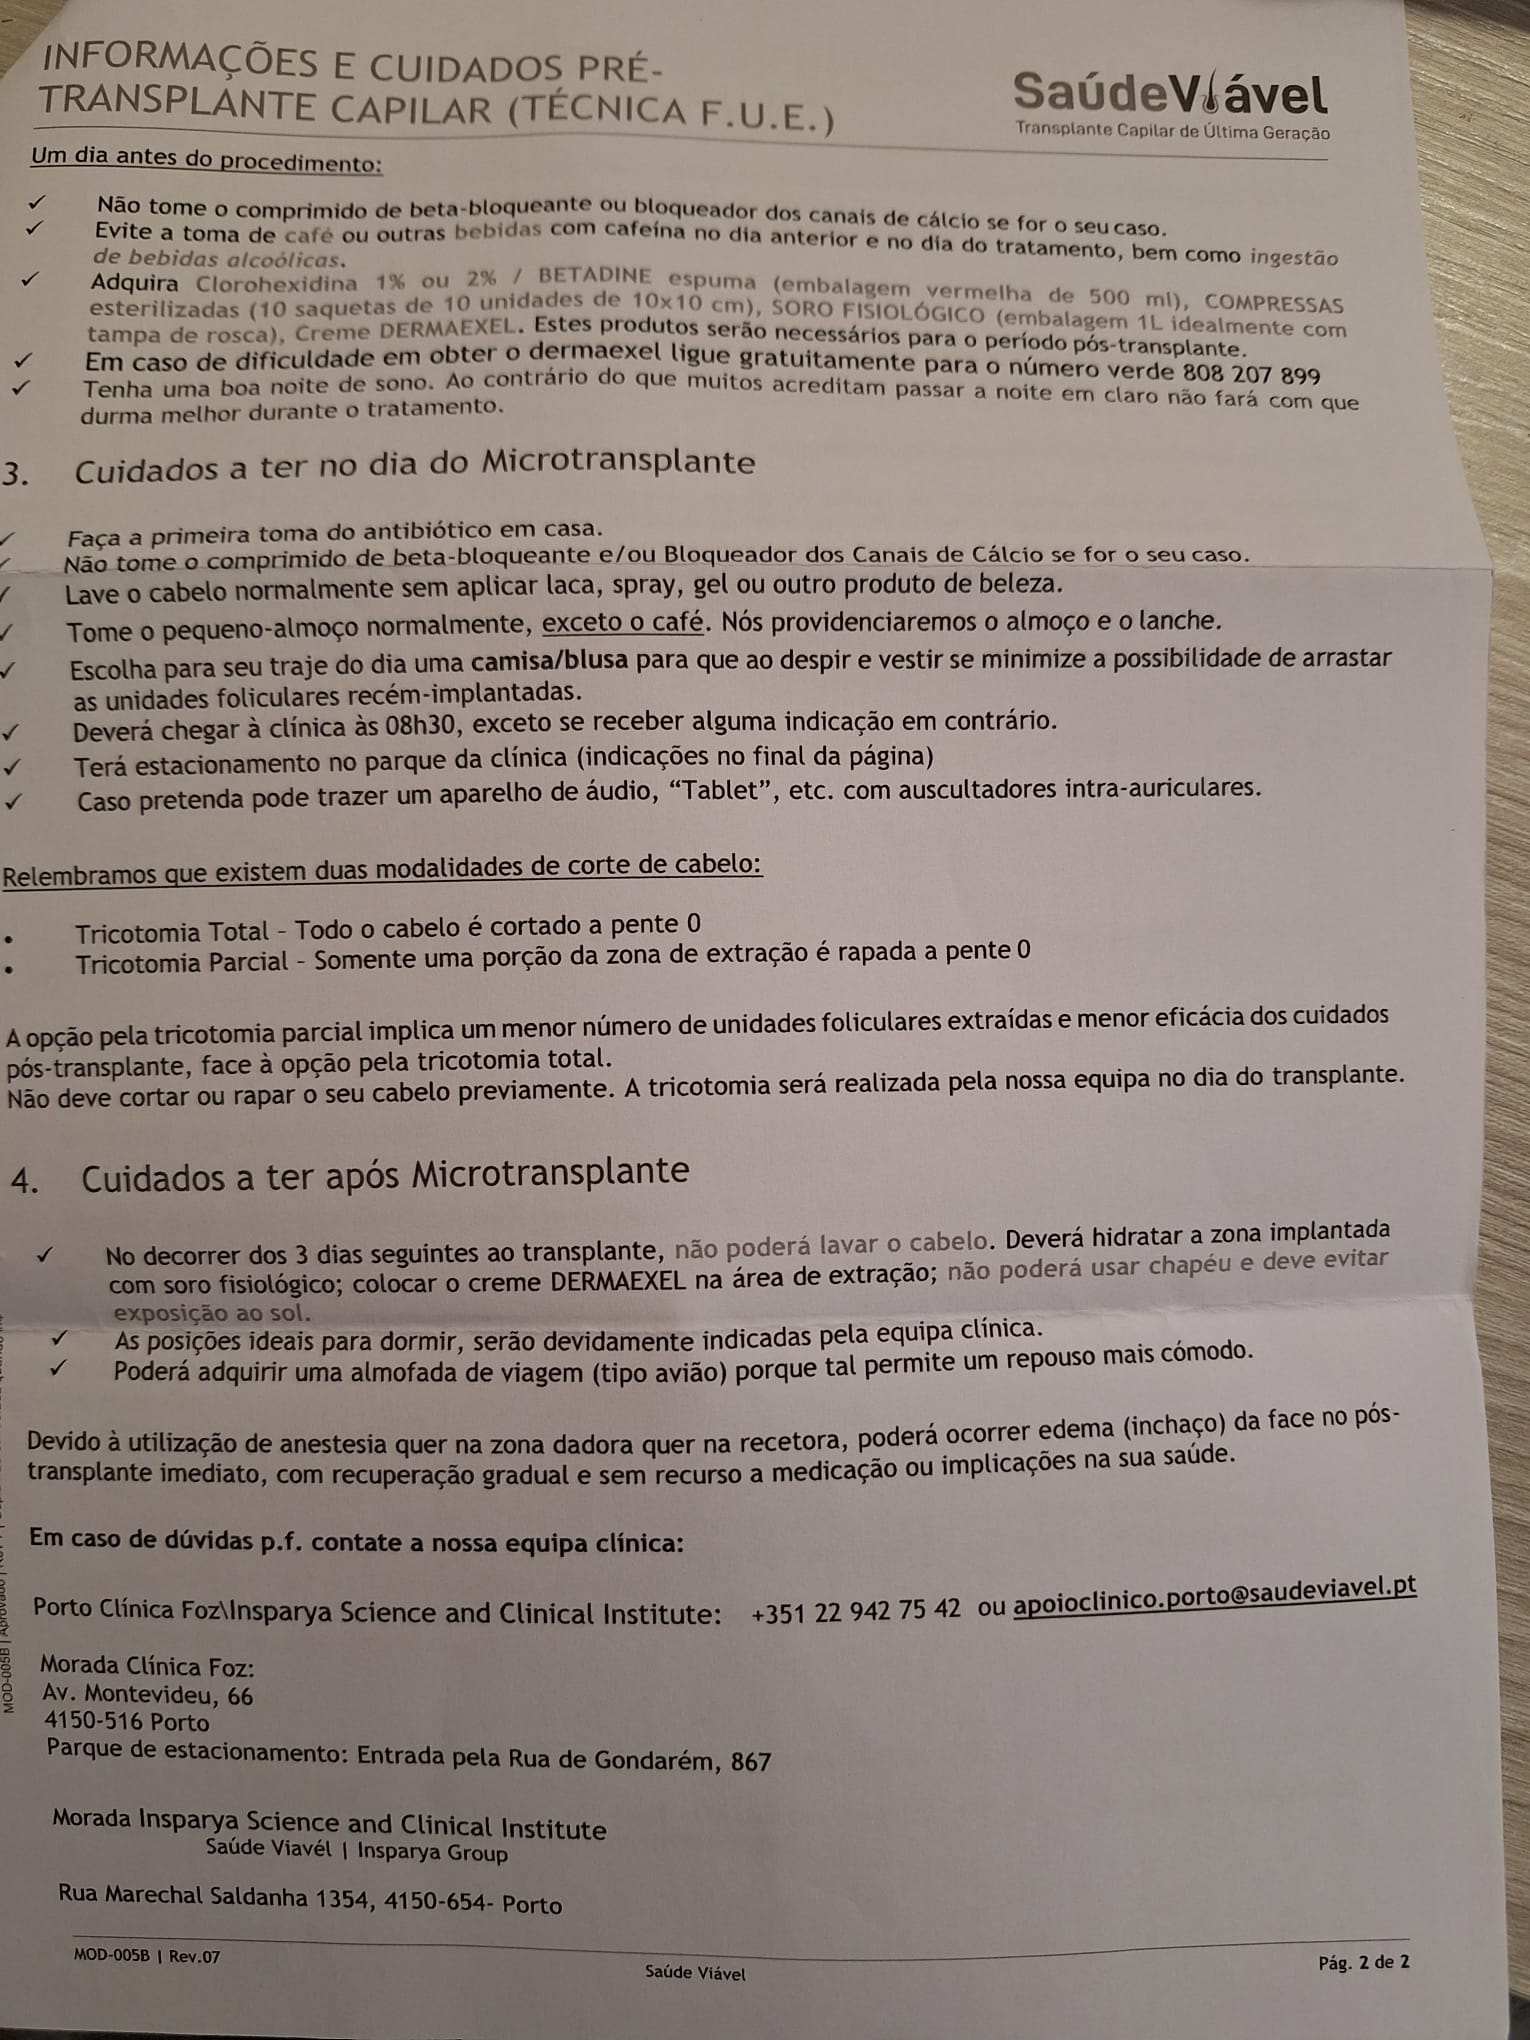 INFORMAÇÕES E CUIDADOS PRÉ-
TRANSPLANTE CAPILAR (TÉCNICA F.U.E.)
SaúdeViável
Transplante Capilar de Última Geração
Um dia antes do procedimento:
✓ Não tome o comprimido de beta-bloqueante ou bloqueador dos canais de cálcio se for o seu caso.
✓ Evite a toma de café ou outras bebidas com cafeína no dia anterior e no dia do tratamento, bem como ingestão
de bebidas alcoólicas.
✓ Adquira Clorohexidina 1% ou 2% / BETADINE espuma (embalagem vermelha de 500 ml), COMPRESSAS
esterilizadas (10 saquetas de 10 unidades de 10x10 cm), SORO FISIOLÓGICO (embalagem 1L idealmente com
tampa de rosca), Creme DERMAEXEL. Estes produtos serão necessários para o período pós-transplante.
✓ Em caso de dificuldade em obter o dermaexel ligue gratuitamente para o número verde 808 207 899
✓ Tenha uma boa noite de sono. Ao contrário do que muitos acreditam passar a noite em claro não fará com que
durma melhor durante o tratamento.
3. Cuidados a ter no dia do Microtransplante
✓ Faça a primeira toma do antibiótico em casa.
✓ Não tome o comprimido de beta-bloqueante e/ou Bloqueador dos Canais de Cálcio se for o seu caso.
✓ Lave o cabelo normalmente sem aplicar laca, spray, gel ou outro produto de beleza.
✓ Tome o pequeno-almoço normalmente, exceto o café. Nós providenciaremos o almoço e o lanche.
✓ Escolha para seu traje do dia uma camisa/blusa para que ao despir e vestir se minimize a possibilidade de arrastar
as unidades foliculares recém-implantadas.
✓ Deverá chegar à clínica às 08h30, exceto se receber alguma indicação em contrário.
✓ Terá estacionamento no parque da clínica (indicações no final da página)
✓ Caso pretenda pode trazer um aparelho de áudio, “Tablet”, etc. com auscultadores intra-auriculares.
Relembramos que existem duas modalidades de corte de cabelo:
• Tricotomia Total - Todo o cabelo é cortado a pente 0
• Tricotomia Parcial - Somente uma porção da zona de extração é rapada a pente 0
A opção pela tricotomia parcial implica um menor número de unidades foliculares extraídas e menor eficácia dos cuidados
pós-transplante, face à opção pela tricotomia total.
Não deve cortar ou rapar o seu cabelo previamente. A tricotomia será realizada pela nossa equipa no dia do transplante.
4. Cuidados a ter após Microtransplante
✓ No decorrer dos 3 dias seguintes ao transplante, não poderá lavar o cabelo. Deverá hidratar a zona implantada
com soro fisiológico; colocar o creme DERMAEXEL na área de extração; não poderá usar chapéu e deve evitar
exposição ao sol.
✓ As posições ideais para dormir, serão devidamente indicadas pela equipa clínica.
✓ Poderá adquirir uma almofada de viagem (tipo avião) porque tal permite um repouso mais cómodo.
Devido à utilização de anestesia quer na zona dadora quer na recetora, poderá ocorrer edema (inchaço) da face no pós-
transplante imediato, com recuperação gradual e sem recurso a medicação ou implicações na sua saúde.
Em caso de dúvidas p.f. contate a nossa equipa clínica:
Porto Clínica Foz\Insparya Science and Clinical Institute: +351 22 942 75 42 ou apoioclinico.porto@saudeviavel.pt
Morada Clínica Foz:
Av. Montevideu, 66
4150-516 Porto
Parque de estacionamento: Entrada pela Rua de Gondarém, 867
Morada Insparya Science and Clinical Institute
Saúde Viavél | Insparya Group
Rua Marechal Saldanha 1354, 4150-654- Porto
MOD-005B | Rev.07
Saúde Viável
Pág. 2 de 2
MOD-005B | Aprovado |